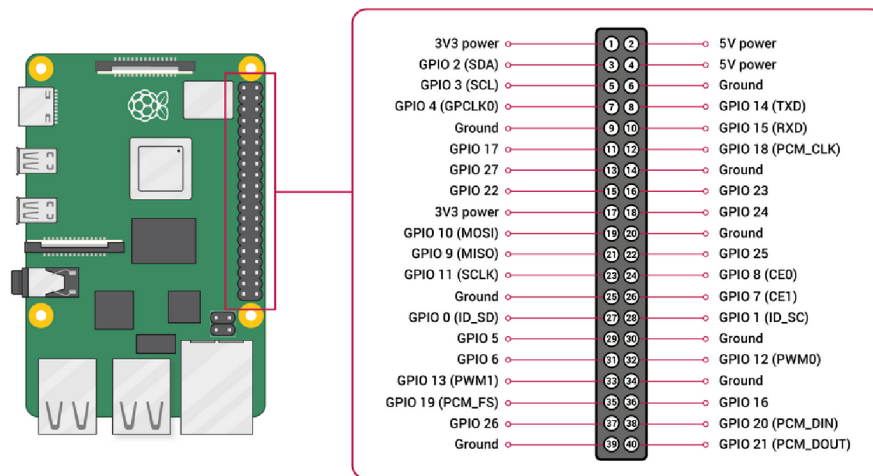 3V3 power 1 2 5V power
GPIO 2 (SDA) 3 4 5V power
GPIO 3 (SCL) 5 6 Ground
GPIO 4 (GPCLK0) 7 8 GPIO 14 (TXD)
Ground 9 10 GPIO 15 (RXD)
GPIO 17 11 12 GPIO 18 (PCM_CLK)
GPIO 27 13 14 Ground
GPIO 22 15 16 GPIO 23
3V3 power 17 18 GPIO 24
GPIO 10 (MOSI) 19 20 Ground
GPIO 9 (MISO) 21 22 GPIO 25
GPIO 11 (SCLK) 23 24 GPIO 8 (CE0)
Ground 25 26 GPIO 7 (CE1)
GPIO 0 (ID_SD) 27 28 GPIO 1 (ID_SC)
GPIO 5 29 30 Ground
GPIO 6 31 32 GPIO 12 (PWM0)
GPIO 13 (PWM1) 33 34 Ground
GPIO 19 (PCM_FS) 35 36 GPIO 16
GPIO 26 37 38 GPIO 20 (PCM_DIN)
Ground 39 40 GPIO 21 (PCM_DOUT)